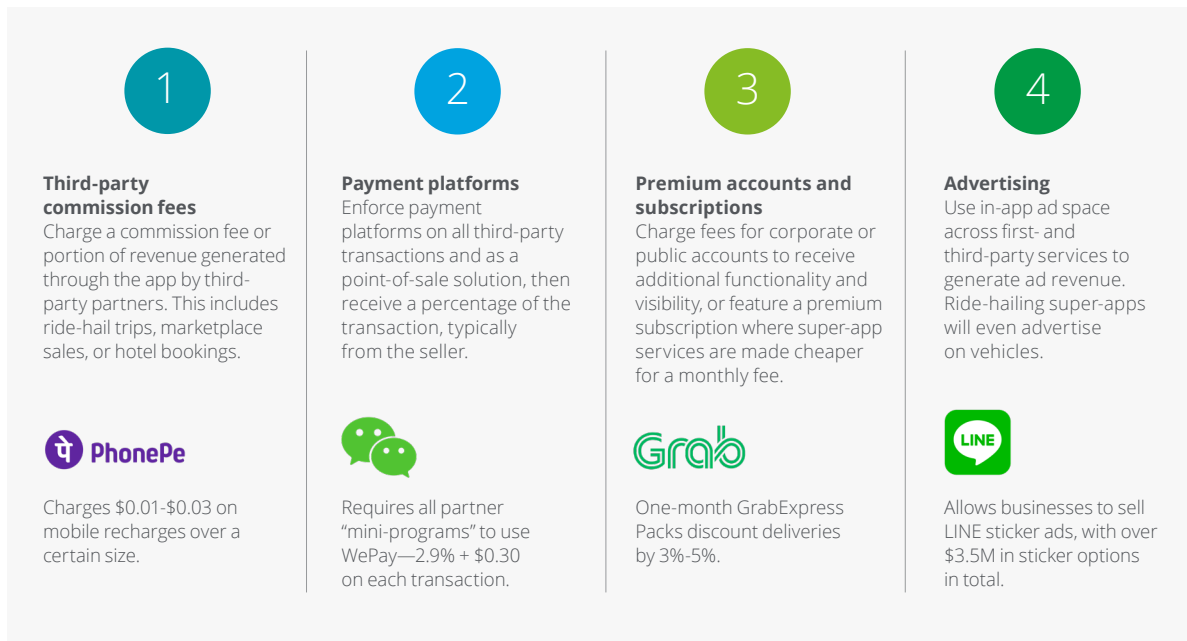 1
Third-party
commission fees
Charge a commission fee or
portion of revenue generated
through the app by third-
party partners. This includes
ride-hail trips, marketplace
sales, or hotel bookings.
पे PhonePe
Charges $0.01-$0.03 on
mobile recharges over a
certain size.
2
Payment platforms
Enforce payment
platforms on all third-party
transactions and as a
point-of-sale solution, then
receive a percentage of the
transaction, typically
from the seller.
Requires all partner
“mini-programs” to use
WePay—2.9% + $0.30
on each transaction.
3
Premium accounts and
subscriptions
Charge fees for corporate or
public accounts to receive
additional functionality and
visibility, or feature a premium
subscription where super-app
services are made cheaper
for a monthly fee.
Grab
One-month GrabExpress
Packs discount deliveries
by 3%-5%.
4
Advertising
Use in-app ad space
across first- and
third-party services to
generate ad revenue.
Ride-hailing super-apps
will even advertise
on vehicles.
LINE
Allows businesses to sell
LINE sticker ads, with over
$3.5M in sticker options
in total.